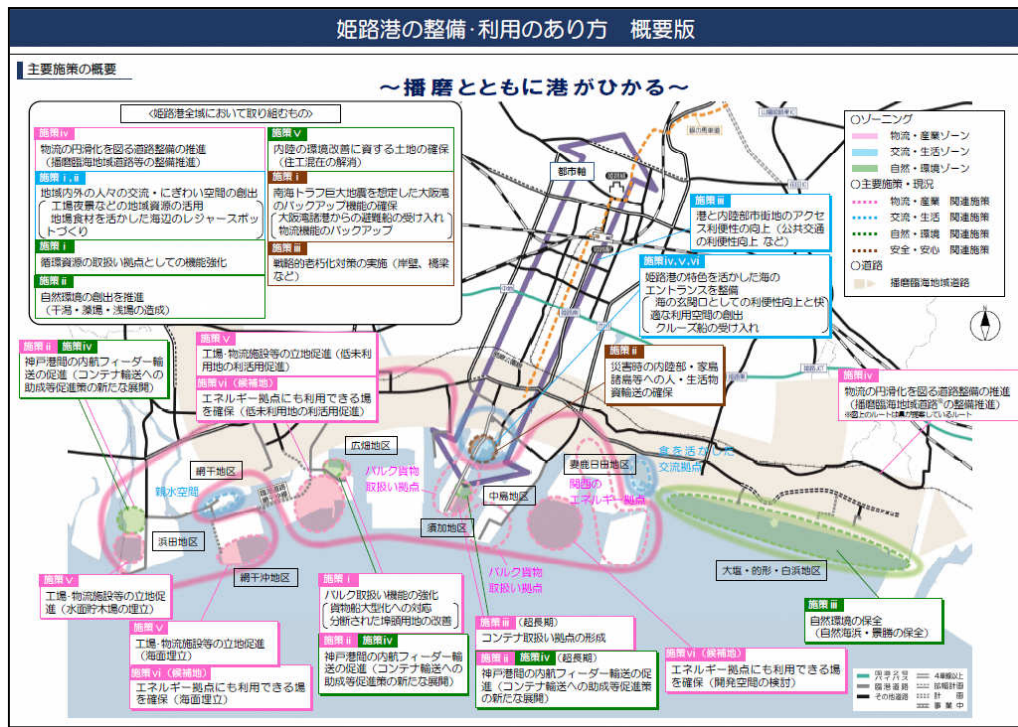 姫路港の整備・利用のあり方　概要版
主要施策の概要
～播磨とともに港がひかる～
<姫路港全域において取り組むもの>
施策iv
物流の円滑化を図る道路整備の推進
（播磨臨海地域道路等の整備推進）
施策i,ii
地域内外の人々の交流・にぎわい空間の創出
工場夜景などの地域資源の活用
地場食材を活かした海辺のレジャースポッ
トづくり
施策i
循環資源の取扱い拠点としての機能強化
施策ii
自然環境の創出を推進
（干潟・藻場・浅場の造成）
施策v
内陸の環境改善に資する土地の確保
（住工混在の解消）
施策i
南海トラフ巨大地震を想定した大阪湾の
バックアップ機能の確保
大阪湾諸港からの避難船の受け入れ
物流機能のバックアップ
施策iii
戦略的老朽化対策の実施（岸壁、橋梁
など）
都市軸
銀の馬車道
施策iii
港と内陸部市街地のアクセ
ス利便性の向上（公共交通
の利便性向上 など）
施策iv,v,vi
姫路港の特色を活かした海の
エントランスを整備
海の玄関口としての利便性向上と快
適な利用空間の創出
クルーズ船の受け入れ
施策ii
災害時の内陸部・家島
諸島等への人・生活物
資輸送の確保
○ゾーニング
物流・産業ゾーン
交流・生活ゾーン
自然・環境ゾーン
○主要施策・現況
物流・産業 関連施策
交流・生活 関連施策
自然・環境 関連施策
安全・安心 関連施策
○道路
播磨臨海地域道路
施策iv
物流の円滑化を図る道路整備の推進
（播磨臨海地域道路※の整備推進）
※図上のルートは県が提案しているルート
施策ii 施策iv
神戸港間の内航フィーダー輸
送の促進（コンテナ輸送への
助成等促進策の新たな展開）
施策v
工場・物流施設等の立地促進（低未利
用地の利活用促進）
施策vi（候補地）
エネルギー拠点にも利用できる場
を確保（低未利用地の利活用促進）
広畑地区
網干地区
親水空間
バルク貨物
取扱い拠点
中島地区
妻鹿日田地区
食を活かした
交流拠点
関西の
エネルギー拠点
須加地区
浜田地区
網干沖地区
バルク貨物
取扱い拠点
大塩・的形・白浜地区
施策v
工場・物流施設等の立地促
進（水面貯木場の埋立）
施策v
工場・物流施設等の立地促進
（海面埋立）
施策vi（候補地）
エネルギー拠点にも利用できる場
を確保（海面埋立）
施策i
バルク取扱い機能の強化
貨物船大型化への対応
分断された埠頭用地の改善
施策ii 施策iv
神戸港間の内航フィーダー輸送
の促進（コンテナ輸送への
助成等促進策の新たな展開）
施策iii（超長期）
コンテナ取扱い拠点の形成
施策ii 施策iv（超長期）
神戸港間の内航フィーダー輸送の促
進（コンテナ輸送への助成等促進策
の新たな展開）
施策vi（候補地）
エネルギー拠点にも利用できる場
を確保（開発空間の検討）
施策iii
自然環境の保全
（自然海浜・景勝の保全）
臨港道路
その他道路
4車線以上
計画
事業中